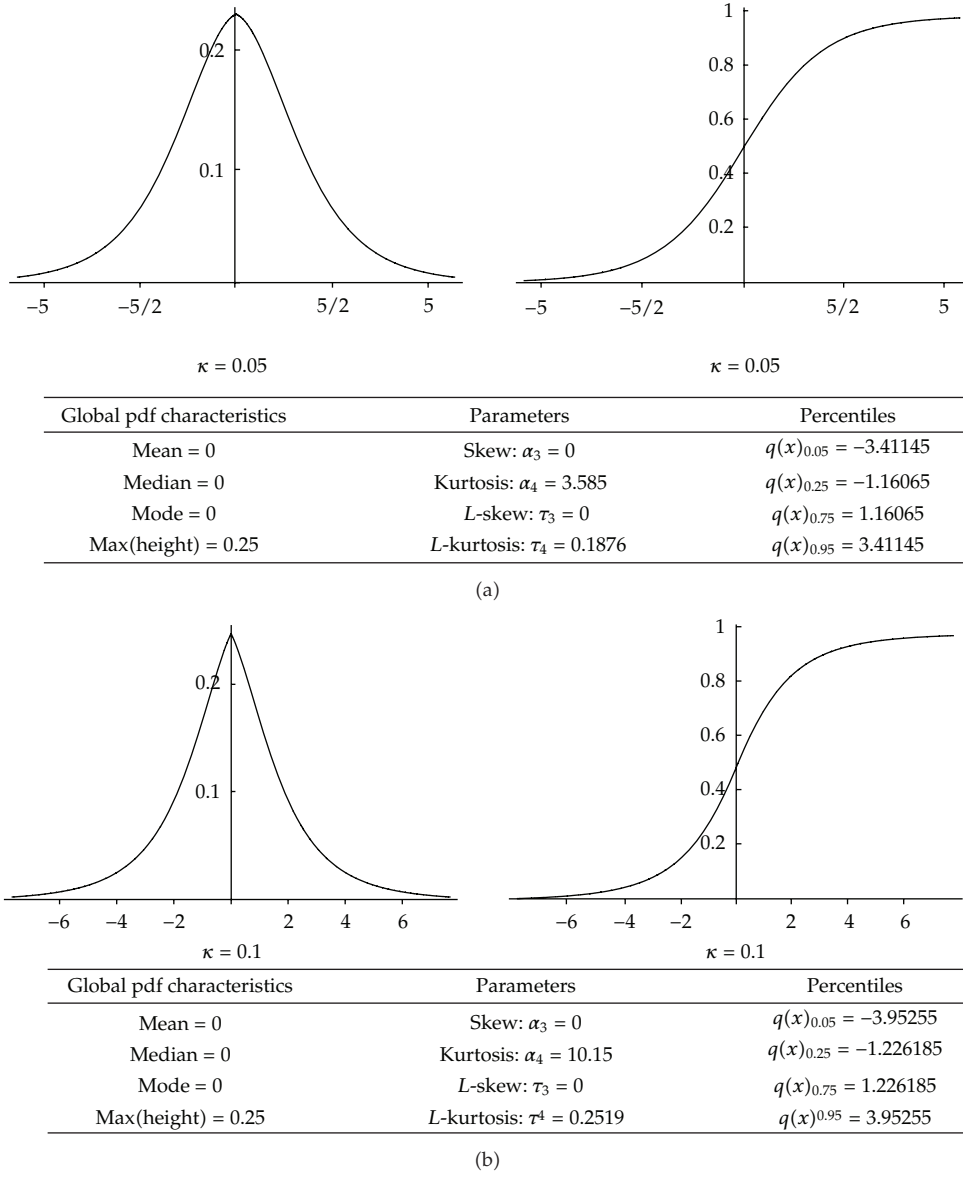 0.2
0.1
−5 −5/2 5/2 5
κ = 0.05
1
0.8
0.6
0.4
0.2
−5 −5/2 5/2 5
κ = 0.05
Global pdf characteristics Parameters Percentiles
Mean = 0 Skew: α₃ = 0 q(x)₀.₀₅ = −3.41145
Median = 0 Kurtosis: α₄ = 3.585 q(x)₀.₂₅ = −1.16065
Mode = 0 L-skew: τ₃ = 0 q(x)₀.₇₅ = 1.16065
Max(height) = 0.25 L-kurtosis: τ₄ = 0.1876 q(x)₀.₉₅ = 3.41145
(a)
0.2
0.1
−6 −4 −2 2 4 6
κ = 0.1
1
0.8
0.6
0.4
0.2
−6 −4 −2 2 4 6
κ = 0.1
Global pdf characteristics Parameters Percentiles
Mean = 0 Skew: α₃ = 0 q(x)₀.₀₅ = −3.95255
Median = 0 Kurtosis: α₄ = 10.15 q(x)₀.₂₅ = −1.226185
Mode = 0 L-skew: τ₃ = 0 q(x)₀.₇₅ = 1.226185
Max(height) = 0.25 L-kurtosis: τ⁴ = 0.2519 q(x)⁰·⁹⁵ = 3.95255
(b)